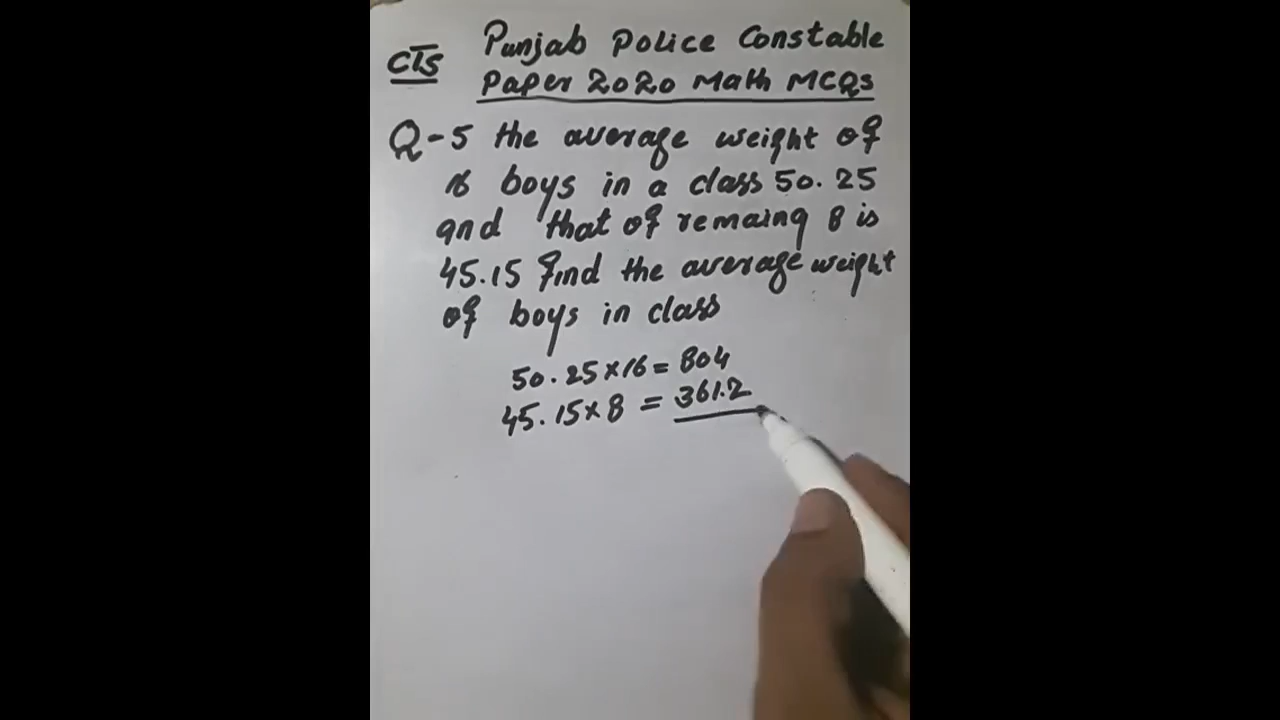 CTS Punjab Police Constable
Paper 2020 Math MCQs
Q-5 the average weight of
16 boys in a class 50.25
and that of remaing 8 is
45.15 Find the average weight
of boys in class
50.25×16=804
45.15×8=361.2